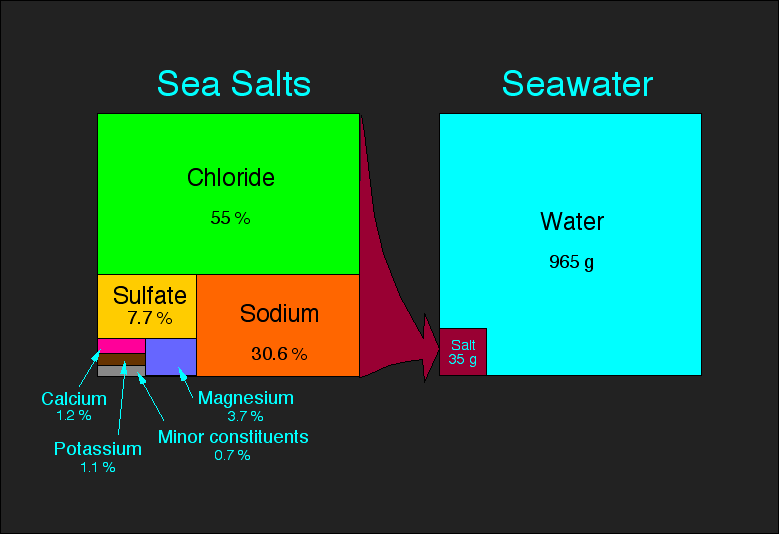 Sea Salts
Seawater
Chloride
55 %
Water
965 g
Sulfate
7.7 %
Sodium
30.6 %
Salt
35 g
Calcium
1.2 %
Magnesium
3.7 %
Potassium
1.1 %
Minor constituents
0.7 %